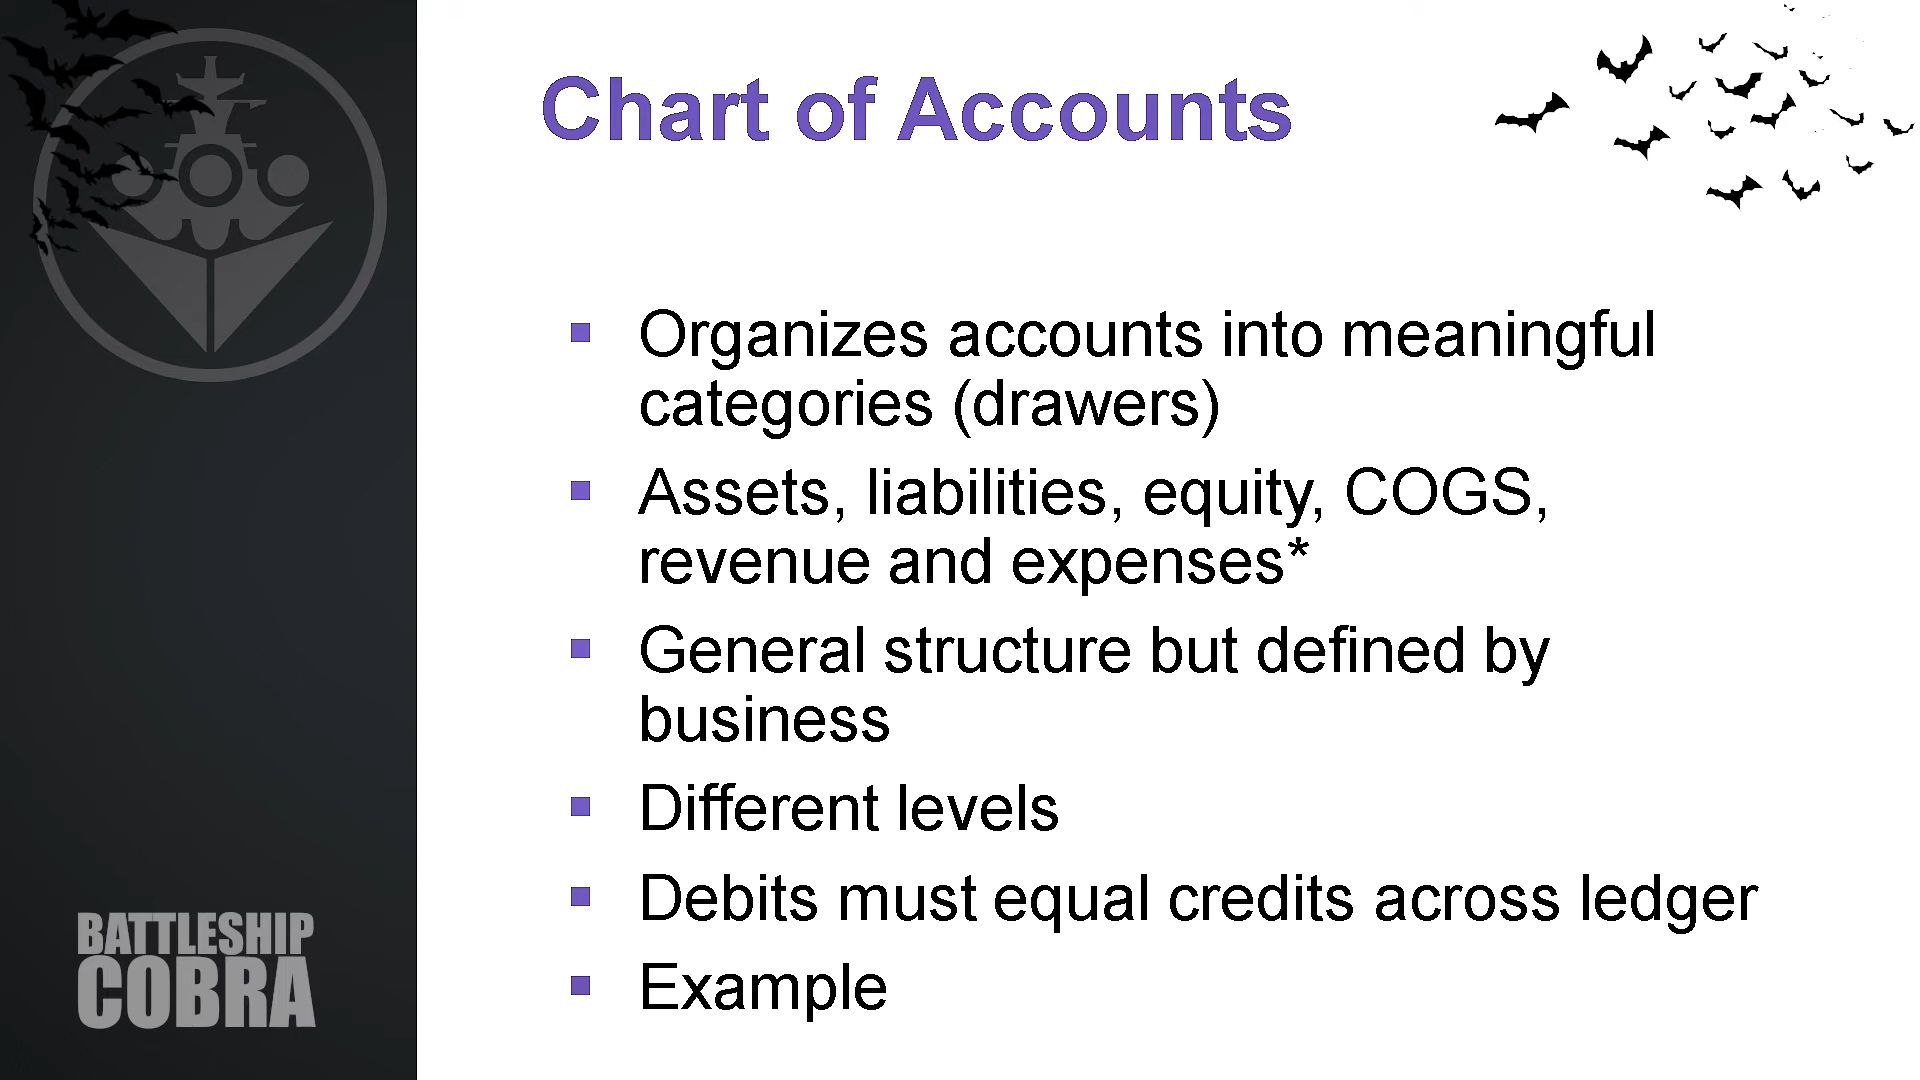 Chart of Accounts
Organizes accounts into meaningful
categories (drawers)
Assets, liabilities, equity, COGS,
revenue and expenses*
General structure but defined by
business
Different levels
Debits must equal credits across ledger
Example
BATTLESHIP
COBRA